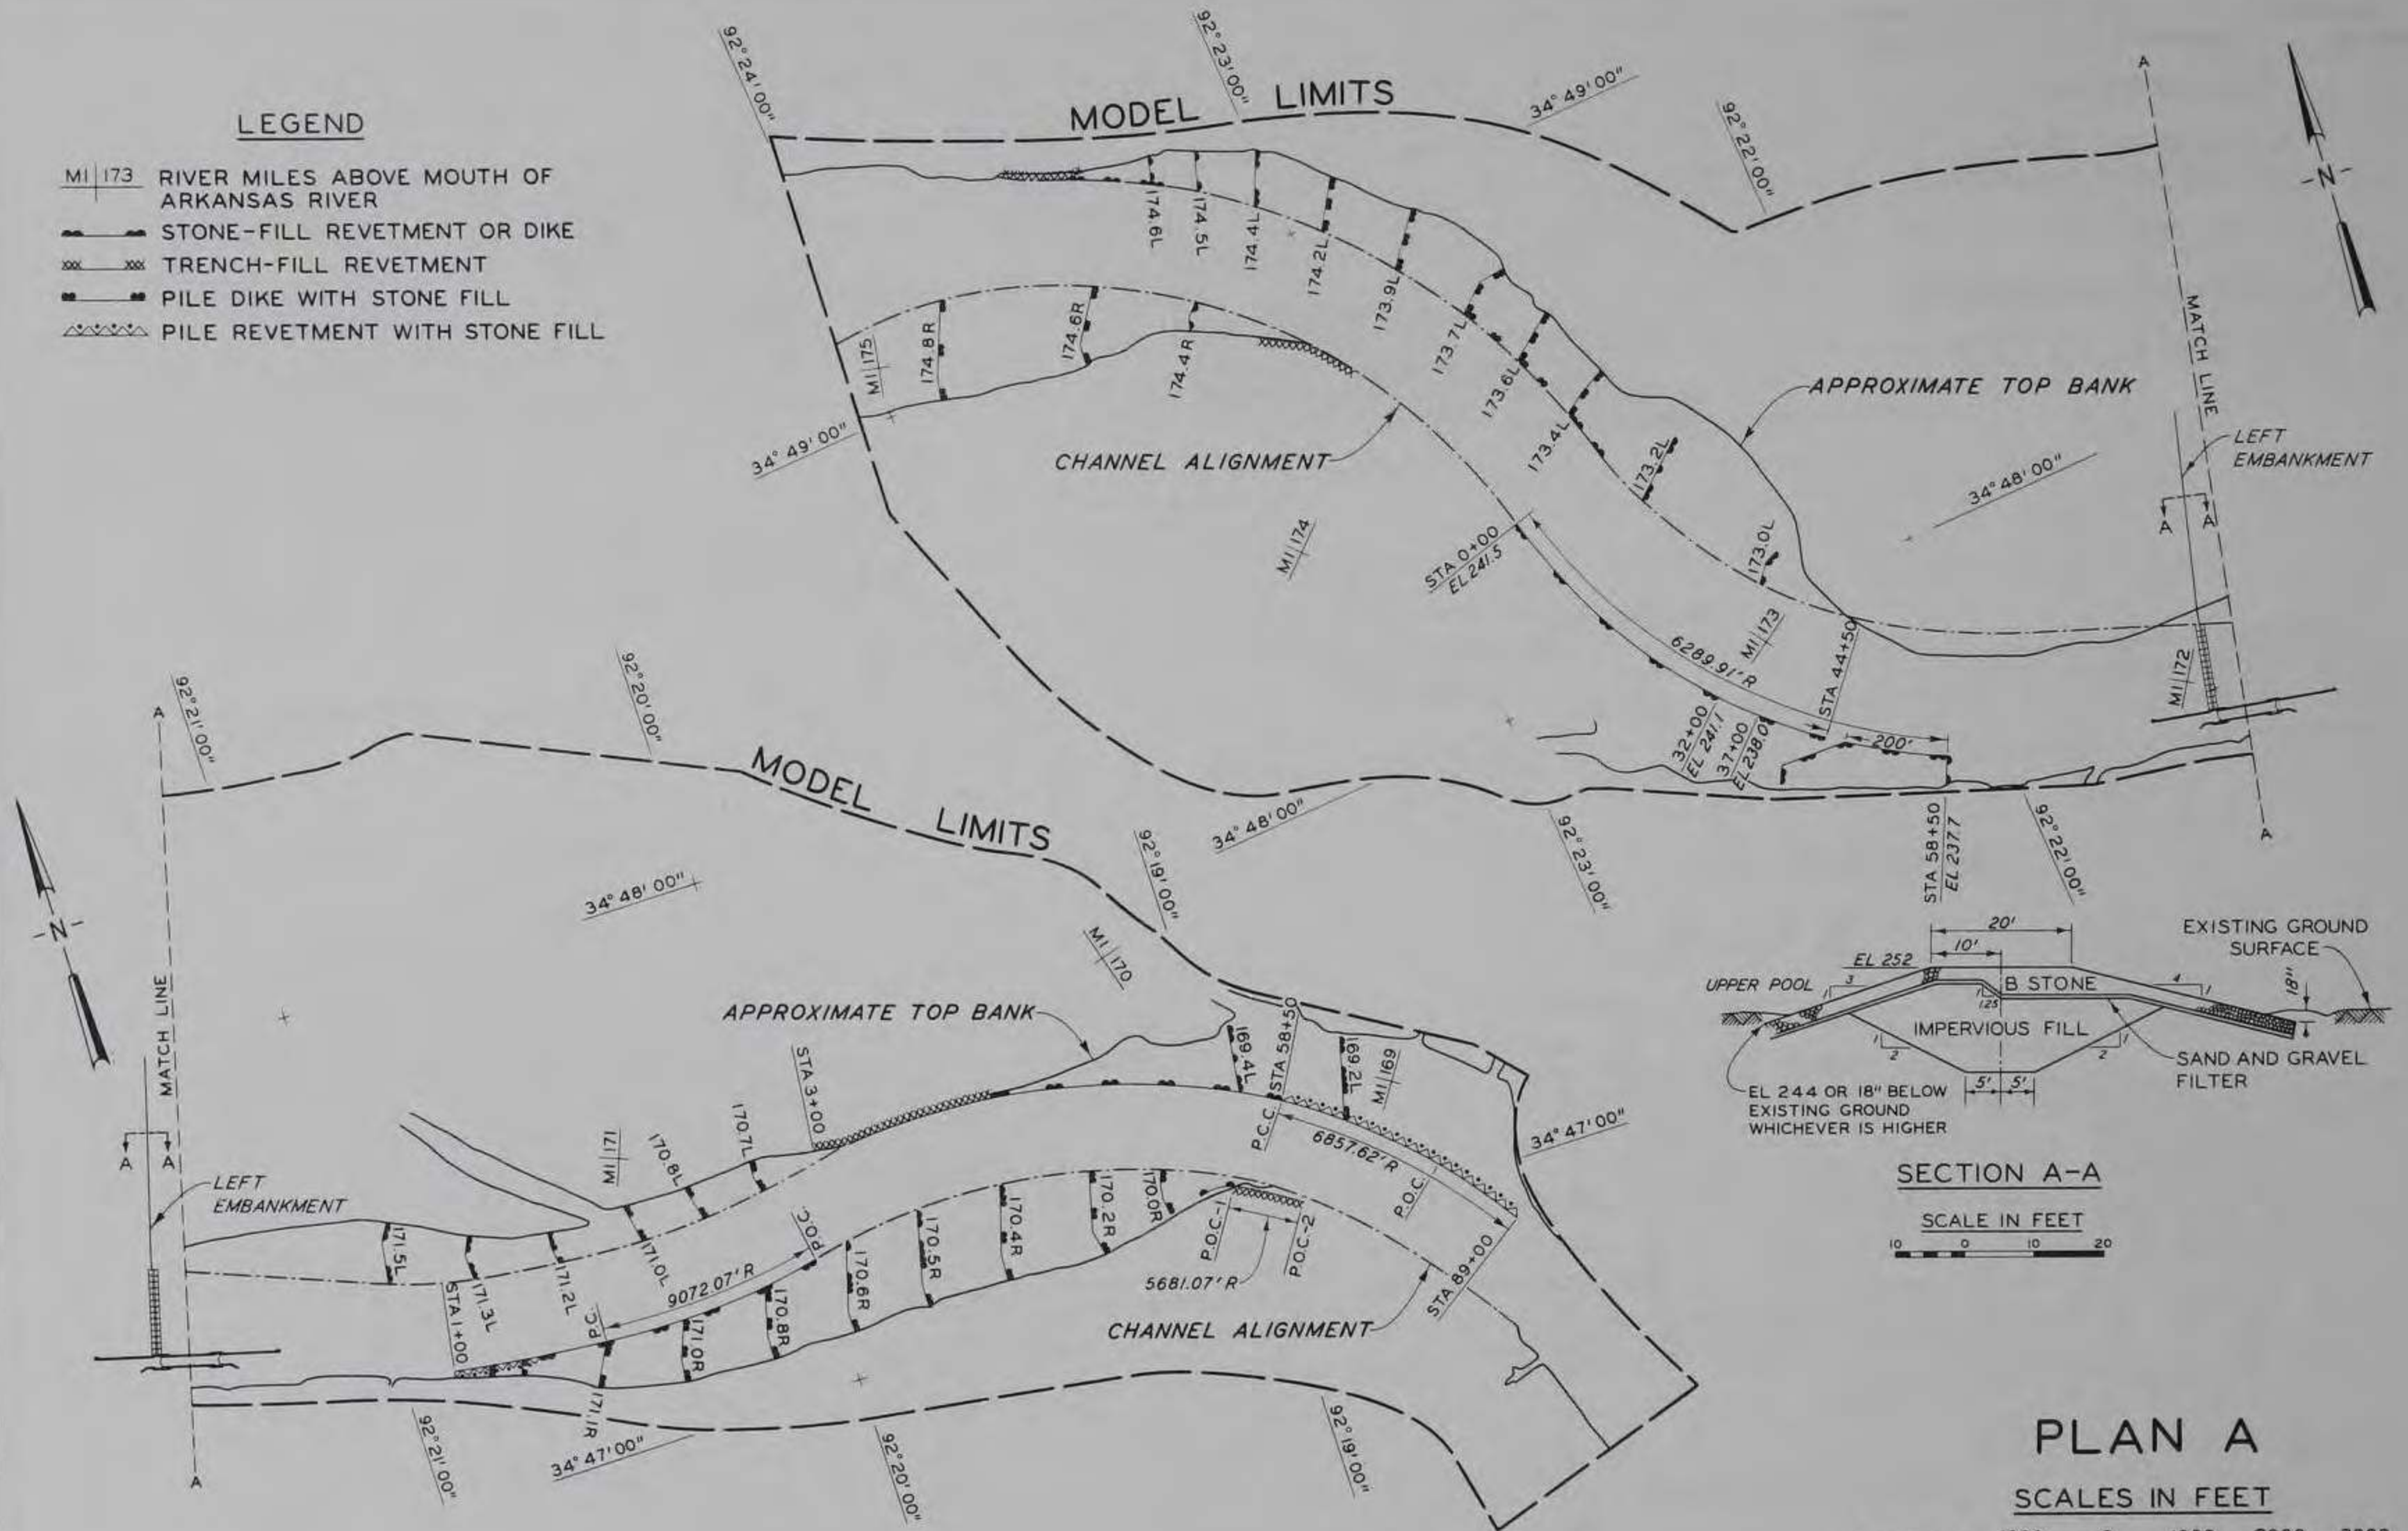 LEGEND
MI 173 RIVER MILES ABOVE MOUTH OF
ARKANSAS RIVER
STONE-FILL REVETMENT OR DIKE
TRENCH-FILL REVETMENT
PILE DIKE WITH STONE FILL
PILE REVETMENT WITH STONE FILL
92° 24' 00"
92° 23' 00"
MODEL LIMITS
34° 49' 00"
92° 22' 00"
A
N
174.6L
174.5L
174.4L
174.2L
173.9L
173.7L
173.6L
173.4L
173.2L
173.0L
MI 175
174.8R
174.6R
174.4R
34° 49' 00"
CHANNEL ALIGNMENT
APPROXIMATE TOP BANK
MATCH LINE
LEFT
EMBANKMENT
A A
34° 48' 00"
MI 174
STA 0+00
EL 241.5
6289.91' R
MI 173
STA 44+50
MI 172
32+00
EL 241.1
37+00
EL 238.0
200'
STA 58+50
EL 237.7
34° 48' 00"
92° 23' 00"
92° 22' 00"
A
A
92° 21' 00"
92° 20' 00"
MODEL LIMITS
92° 19' 00"
34° 48' 00"
N
MATCH LINE
MI 170
APPROXIMATE TOP BANK
STA 3+00
169.4L
STA 58+50
P.C.C.
169.2L
MI 169
34° 47' 00"
A A
LEFT
EMBANKMENT
MI 171
170.8L
170.7L
171.5L
171.3L
171.2L
171.0L
STA 1+00
P.C.
9072.07' R
P.O.C.
171.1R
171.0R
170.8R
170.6R
170.5R
170.4R
170.2R
170.0R
P.O.C.-1
P.O.C.-2
5681.07' R
6857.62' R
P.O.C.
STA 89+00
CHANNEL ALIGNMENT
A
92° 21' 00"
34° 47' 00"
92° 20' 00"
92° 19' 00"
20'
10'
EXISTING GROUND
SURFACE
EL 252
UPPER POOL
3
1
B STONE
1
1.25
4
1
18"
IMPERVIOUS FILL
1
2
2
1
SAND AND GRAVEL
FILTER
5' 5'
EL 244 OR 18" BELOW
EXISTING GROUND
WHICHEVER IS HIGHER
SECTION A-A
SCALE IN FEET
10 0 10 20
PLAN A
SCALES IN FEET